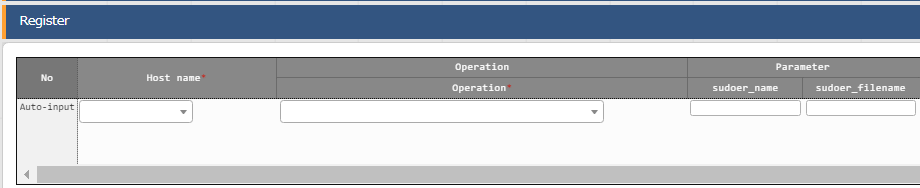 Register
No Host name* Operation Parameter
Operation* sudoer_name sudoer_filename
Auto-input